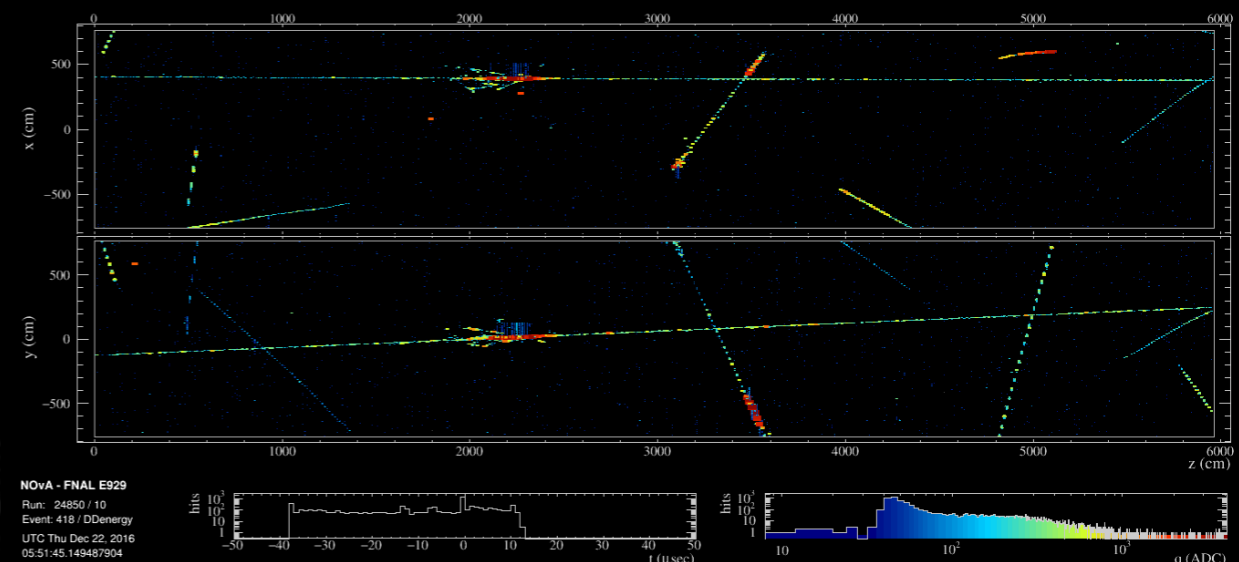 0 1000 2000 3000 4000 5000 6000
500
0
−500
x (cm)
500
0
−500
y (cm)
0 1000 2000 3000 4000 5000 6000
z (cm)
NOvA - FNAL E929
Run: 24850 / 10
Event: 418 / DDenergy
UTC Thu Dec 22, 2016
05:51:45.149487904
hits
10³
10²
10
1
−50 −40 −30 −20 −10 0 10 20 30 40 50
t (μsec)
hits
10³
10²
10
1
10 10² 10³
q (ADC)